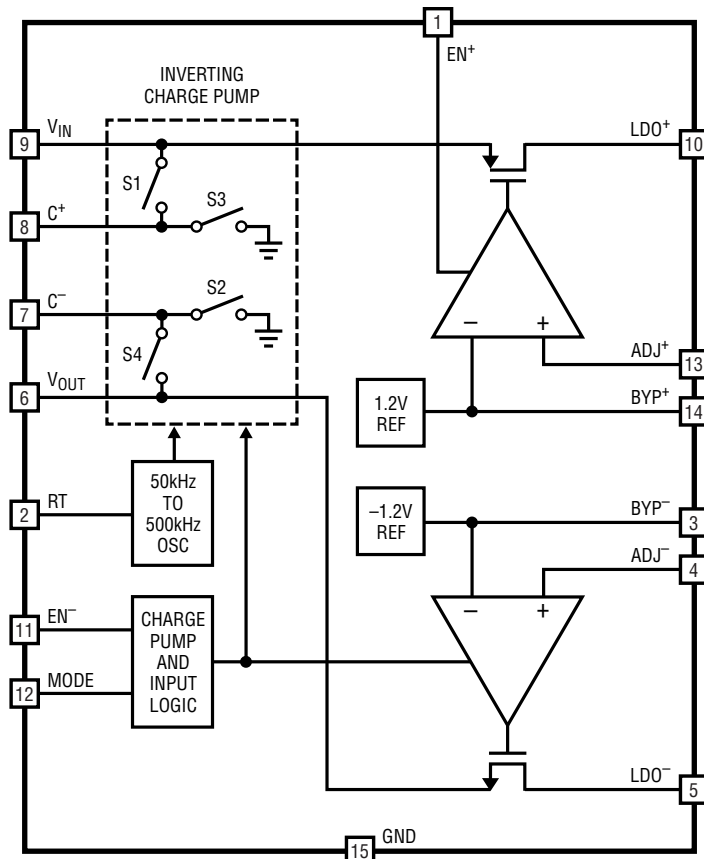 1
EN+
INVERTING
CHARGE PUMP
9
VIN
LDO+
10
S1
S3
8
C+
7
C–
S2
S4
–
+
ADJ+
13
6
VOUT
1.2V
REF
BYP+
14
50kHz
TO
500kHz
OSC
2
RT
–1.2V
REF
BYP–
3
ADJ–
4
11
EN–
CHARGE
PUMP
AND
INPUT
LOGIC
–
+
12
MODE
LDO–
5
15
GND